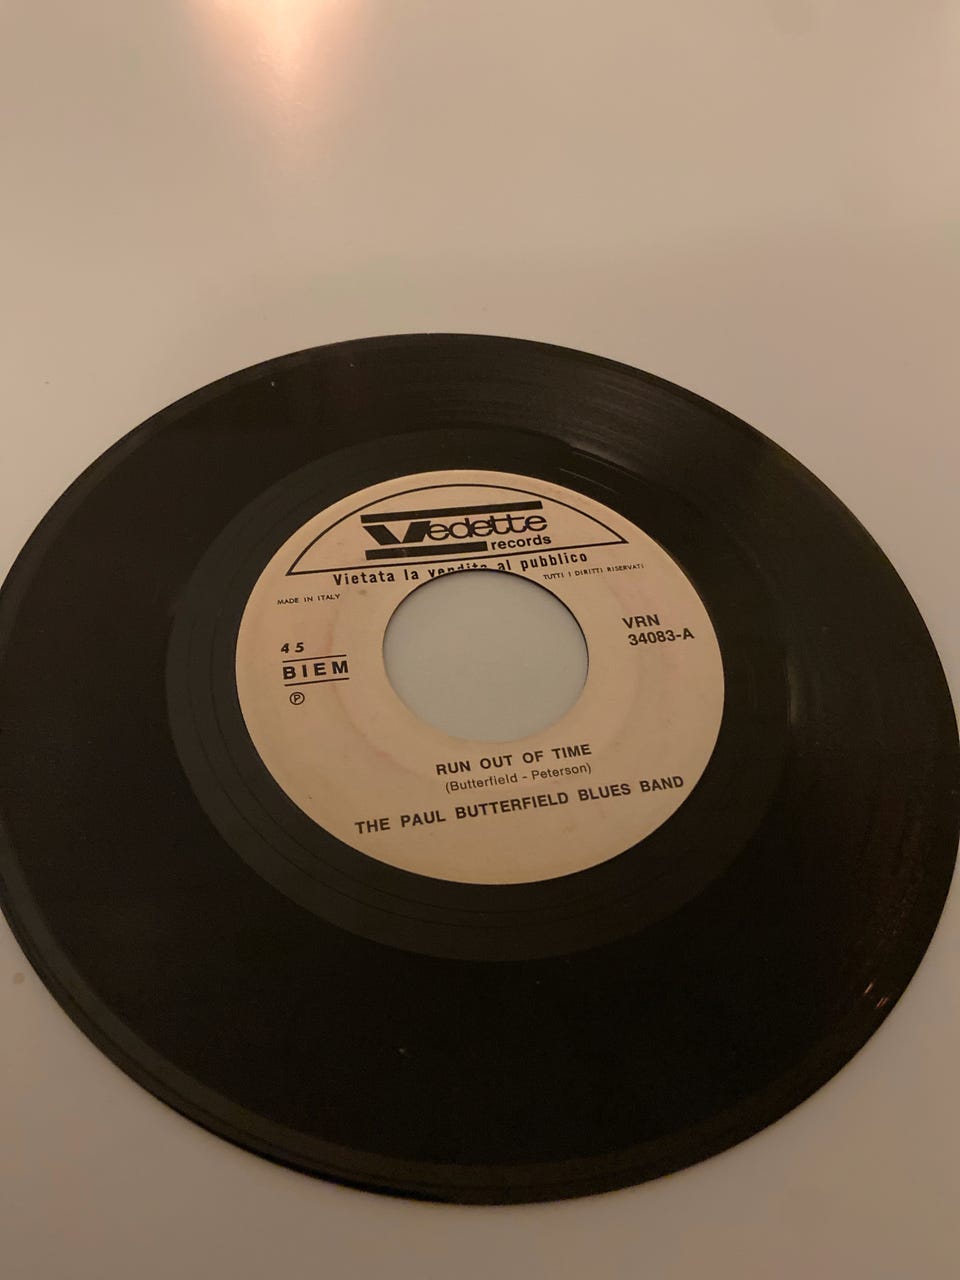 Vedette
records
Vietata la vendita al pubblico
TUTTI I DIRITTI RISERVATI
MADE IN ITALY
VRN
34083-A
45
BIEM
Ⓟ
RUN OUT OF TIME
(Butterfield - Peterson)
THE PAUL BUTTERFIELD BLUES BAND